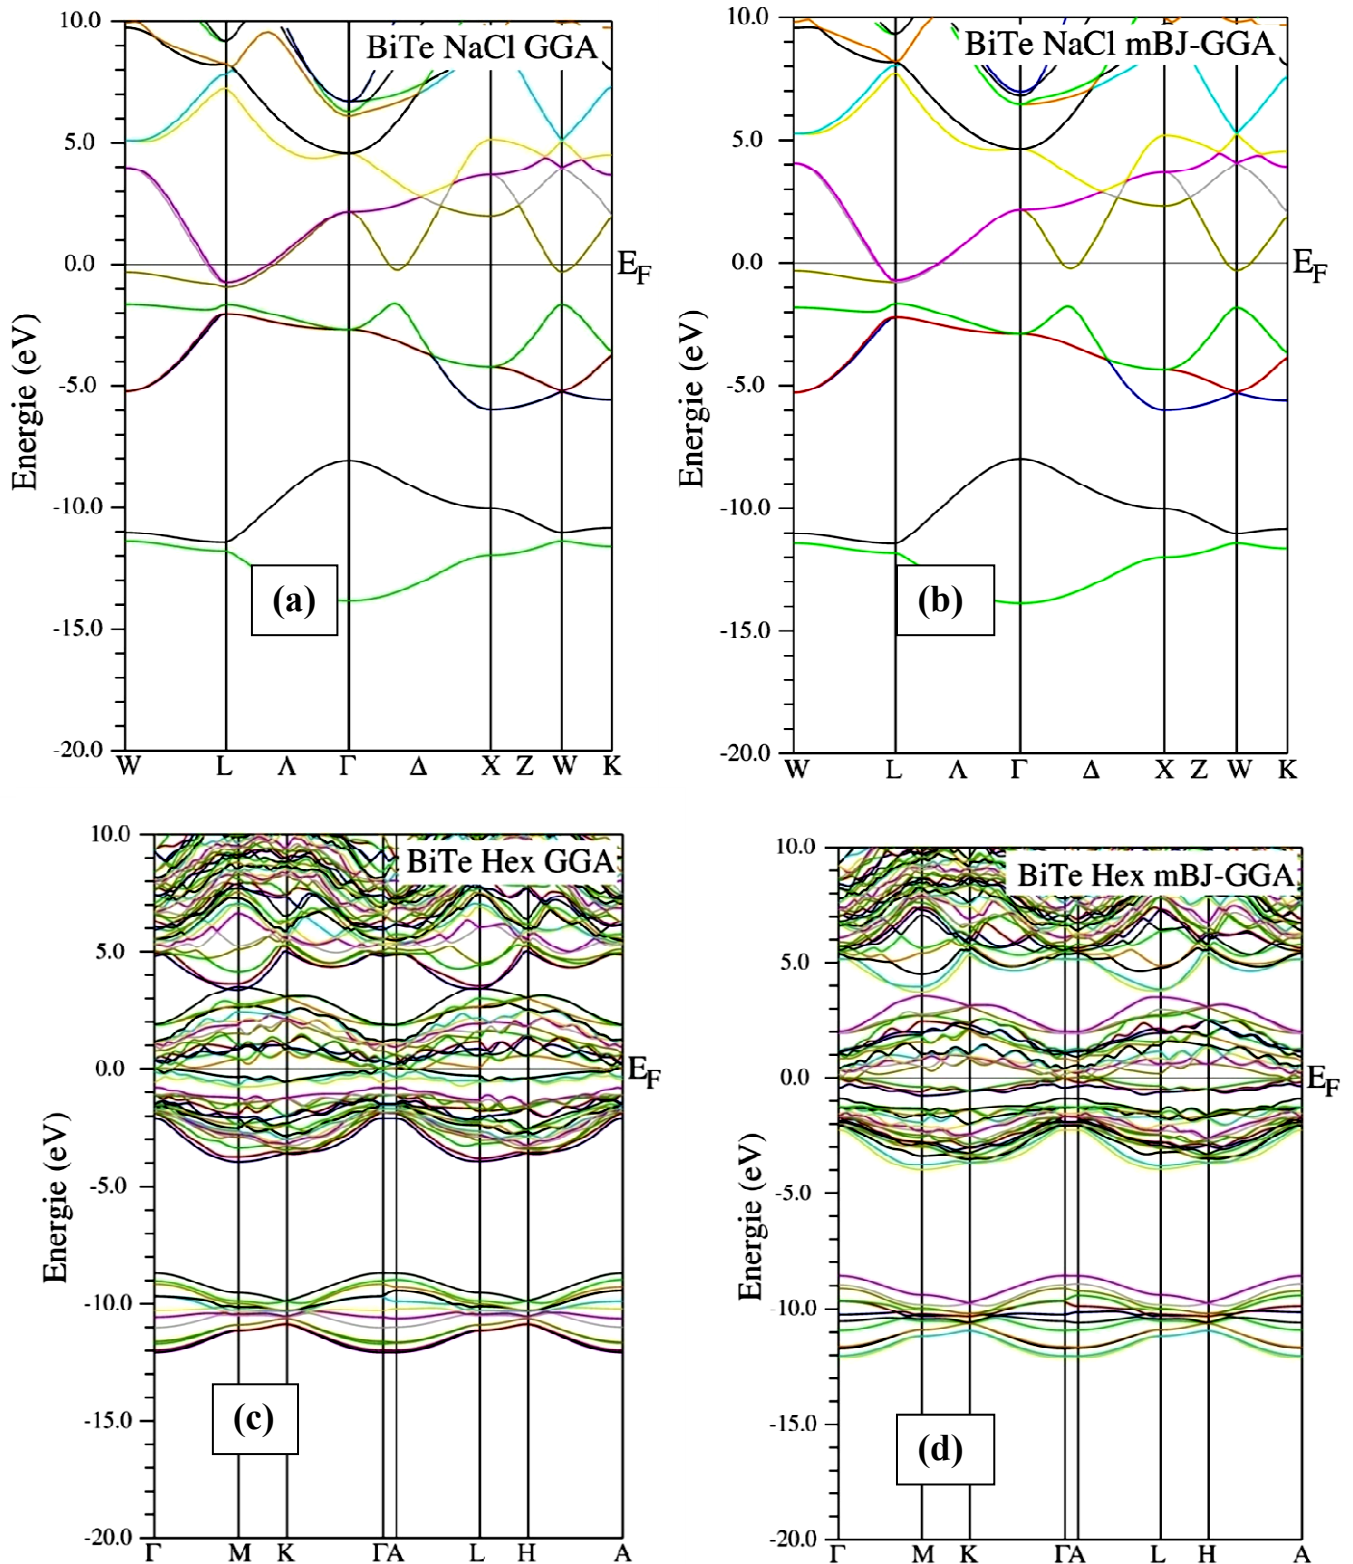 10.0
BiTe NaCl GGA
5.0
0.0
E_F
-5.0
-10.0
-15.0
-20.0
Energie (eV)
(a)
W L Λ Γ Δ X Z W K
10.0
BiTe NaCl mBJ-GGA
5.0
0.0
E_F
-5.0
-10.0
-15.0
-20.0
Energie (eV)
(b)
W L Λ Γ Δ X Z W K
10.0
BiTe Hex GGA
5.0
0.0
E_F
-5.0
-10.0
-15.0
-20.0
Energie (eV)
(c)
Γ M K Γ A L H A
10.0
BiTe Hex mBJ-GGA
5.0
0.0
E_F
-5.0
-10.0
-15.0
-20.0
Energie (eV)
(d)
Γ M K Γ A L H A